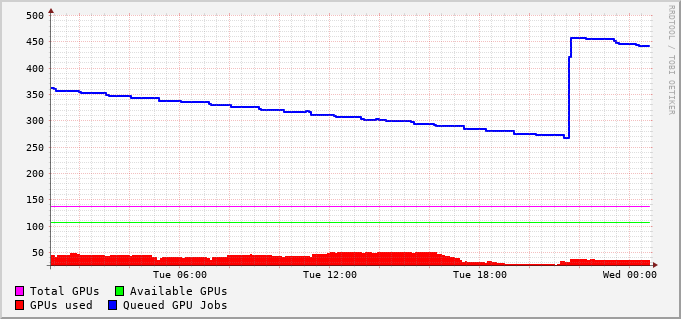 500
450
400
350
300
250
200
150
100
50
Tue 06:00 Tue 12:00 Tue 18:00 Wed 00:00
Total GPUs Available GPUs
GPUs used Queued GPU Jobs
RRDTOOL / TOBI OETIKER